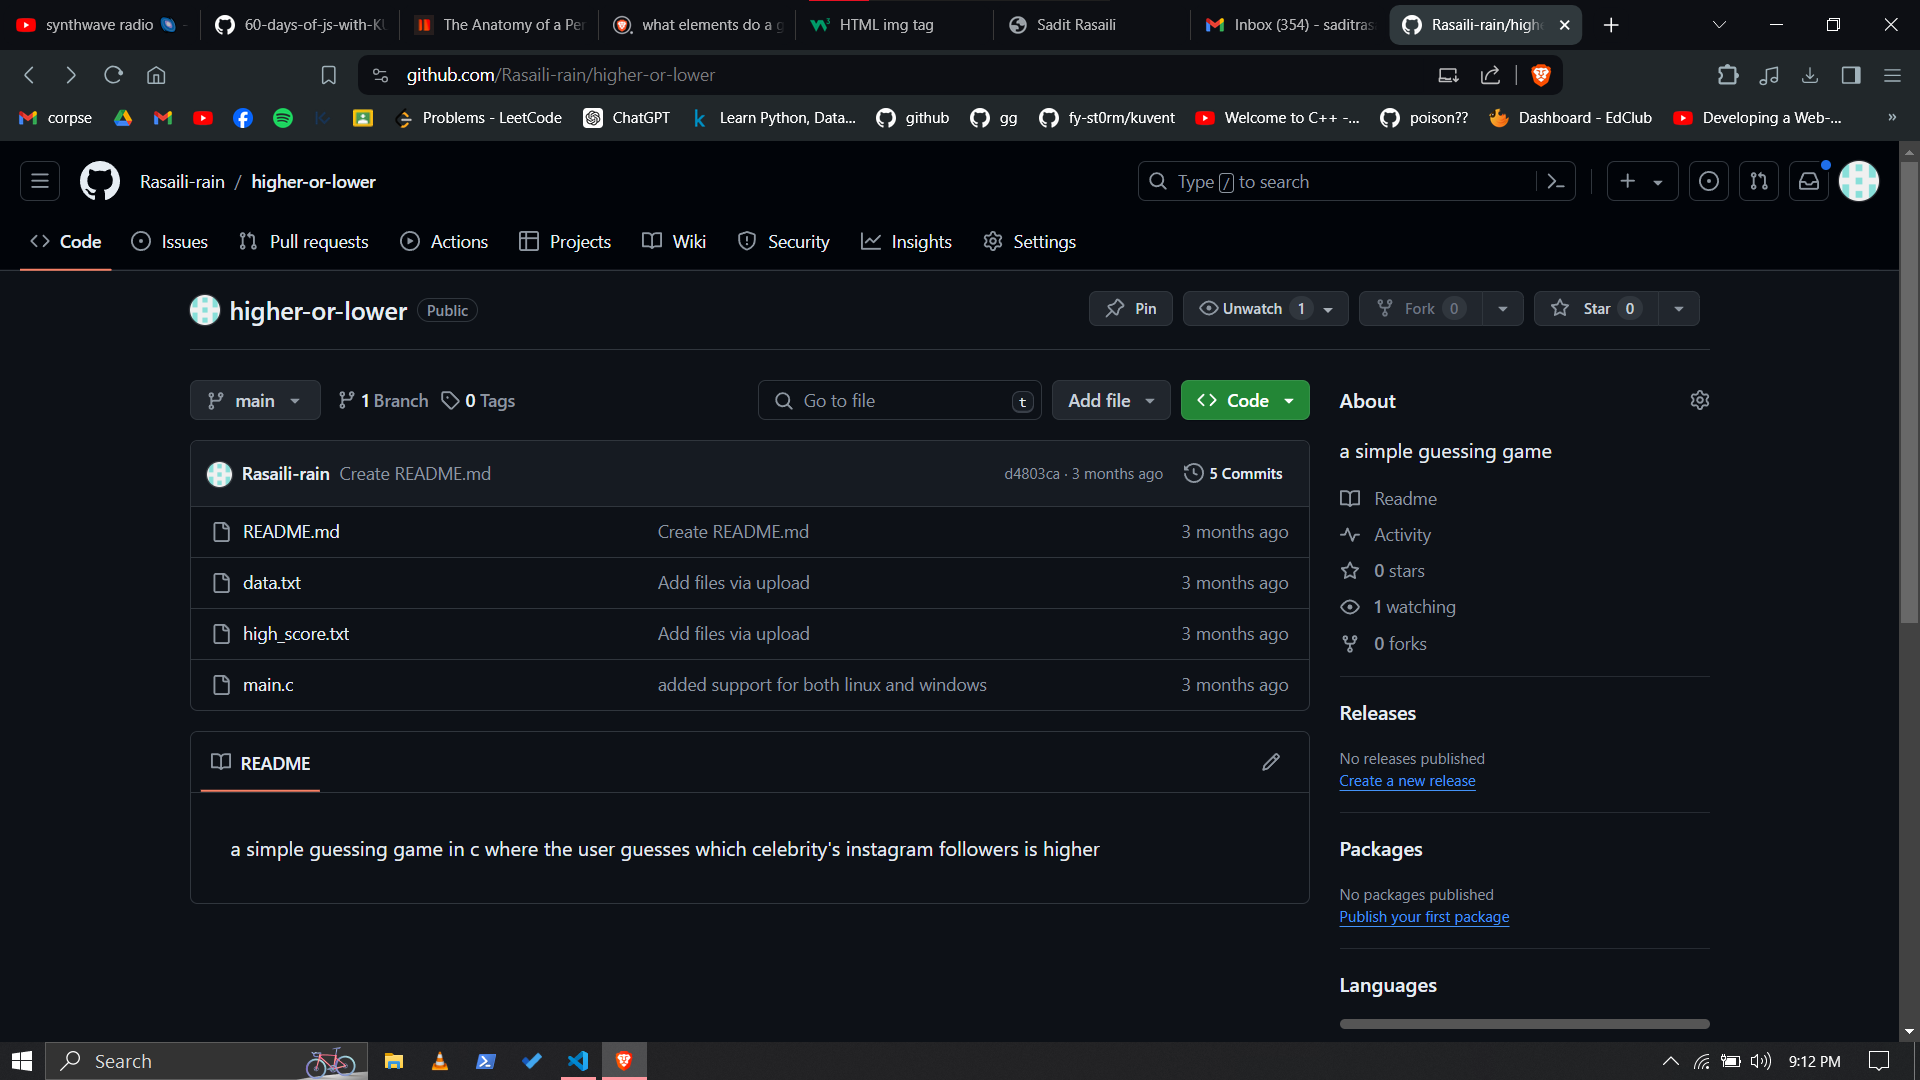 synthwave radio
60-days-of-js-with-KU
The Anatomy of a Per
what elements do a g
HTML img tag
Sadit Rasaili
Inbox (354) - saditras
Rasaili-rain/highe
github.com/Rasaili-rain/higher-or-lower
corpse
Problems - LeetCode
ChatGPT
Learn Python, Data...
github
gg
fy-st0rm/kuvent
Welcome to C++ -...
poison??
Dashboard - EdClub
Developing a Web-...
»
Rasaili-rain / higher-or-lower
Type / to search
Code
Issues
Pull requests
Actions
Projects
Wiki
Security
Insights
Settings
higher-or-lower Public
Pin
Unwatch 1
Fork 0
Star 0
main
1 Branch
0 Tags
Go to file t
Add file
Code
Rasaili-rain Create README.md d4803ca · 3 months ago 5 Commits
README.md Create README.md 3 months ago
data.txt Add files via upload 3 months ago
high_score.txt Add files via upload 3 months ago
main.c added support for both linux and windows 3 months ago
README
a simple guessing game in c where the user guesses which celebrity's instagram followers is higher
About
a simple guessing game
Readme
Activity
0 stars
1 watching
0 forks
Releases
No releases published
Create a new release
Packages
No packages published
Publish your first package
Languages
Search
9:12 PM